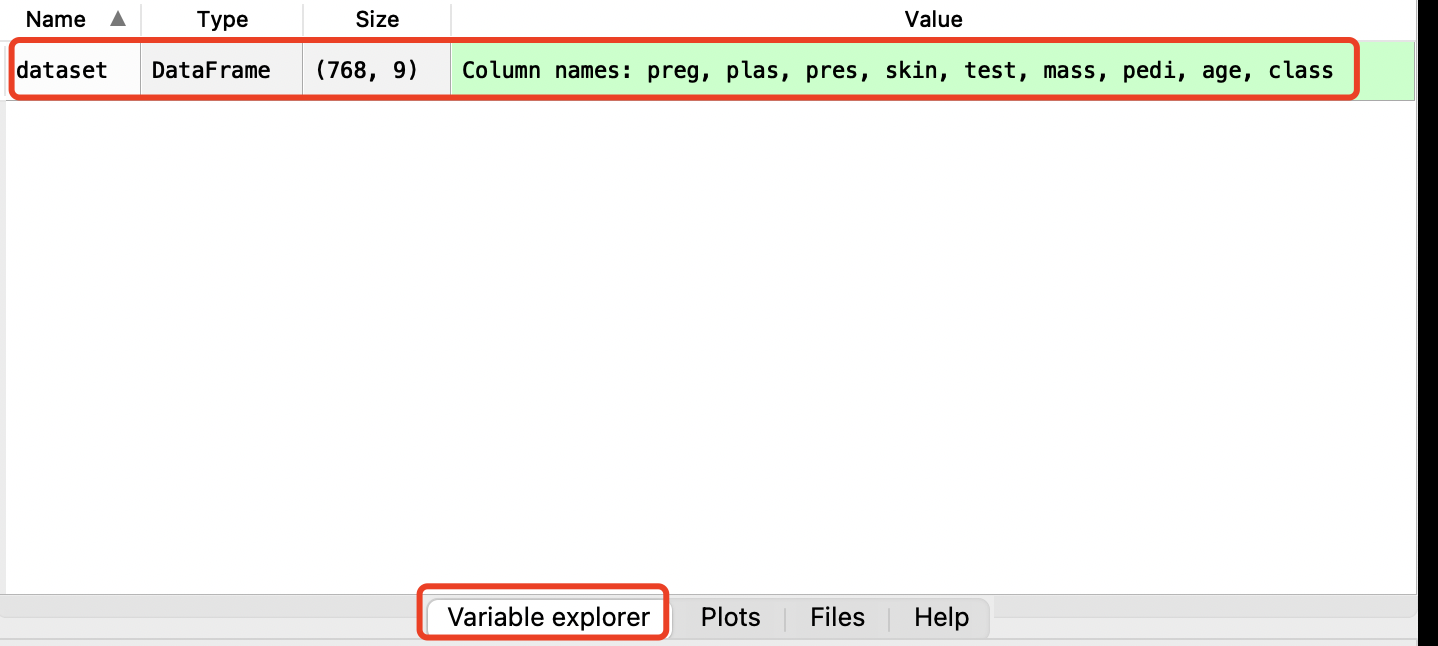 Name ▲ Type Size Value
dataset DataFrame (768, 9) Column names: preg, plas, pres, skin, test, mass, pedi, age, class
Variable explorer Plots Files Help